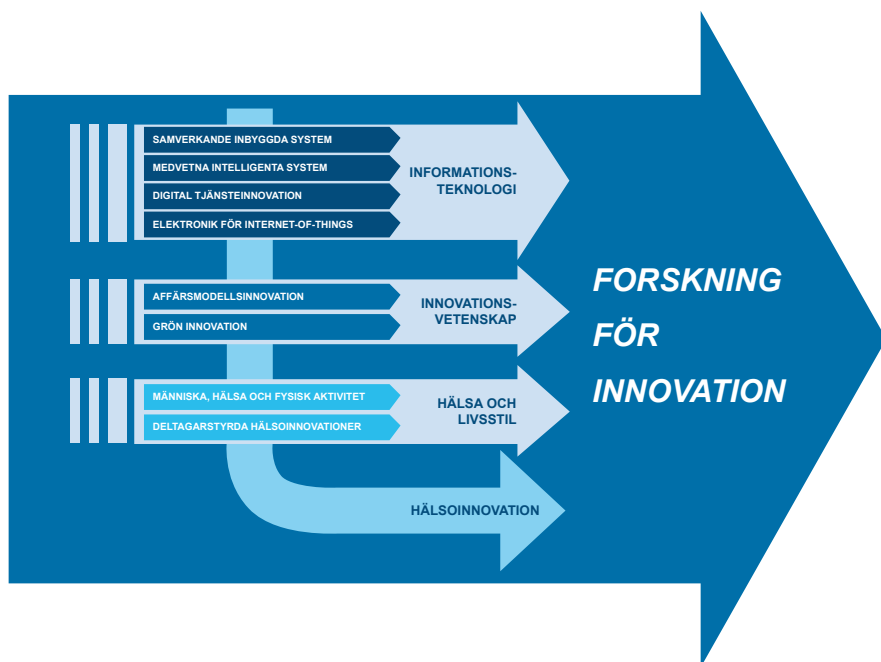 SAMVERKANDE INBYGGDA SYSTEM
MEDVETNA INTELLIGENTA SYSTEM
DIGITAL TJÄNSTEINNOVATION
ELEKTRONIK FÖR INTERNET-OF-THINGS
INFORMATIONS-
TEKNOLOGI
AFFÄRSMODELLSINNOVATION
GRÖN INNOVATION
INNOVATIONS-
VETENSKAP
MÄNNISKA, HÄLSA OCH FYSISK AKTIVITET
DELTAGARSTYRDA HÄLSOINNOVATIONER
HÄLSA OCH
LIVSSTIL
HÄLSOINNOVATION
FORSKNING
FÖR
INNOVATION